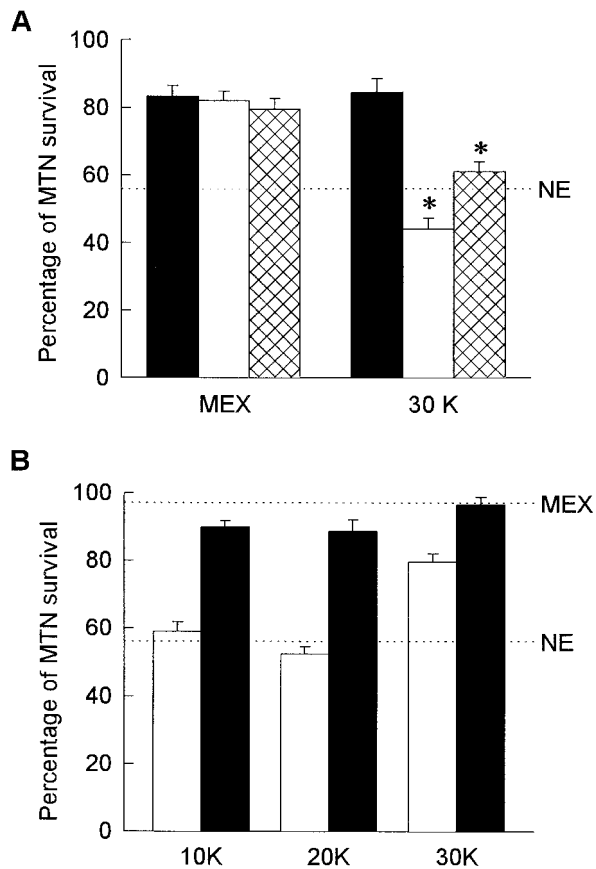 A
Percentage of MTN survival
100
80
60
40
20
0
*
*
NE
MEX
30 K
B
Percentage of MTN survival
100
80
60
40
20
0
MEX
NE
10K
20K
30K